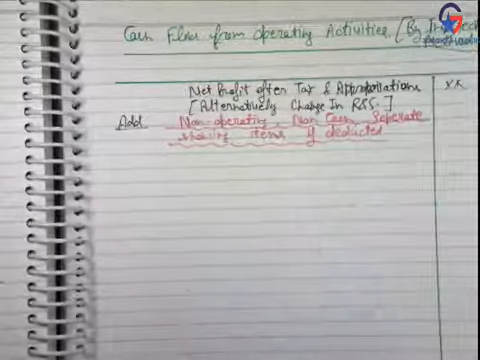 Cash Flow from operating Activities [By Indirect
Net Profit after Tax & Appropriations xx
[Alternatively Change In R&S.]
Add Non-operating, Non Cash, Seperate
showing items if deducted